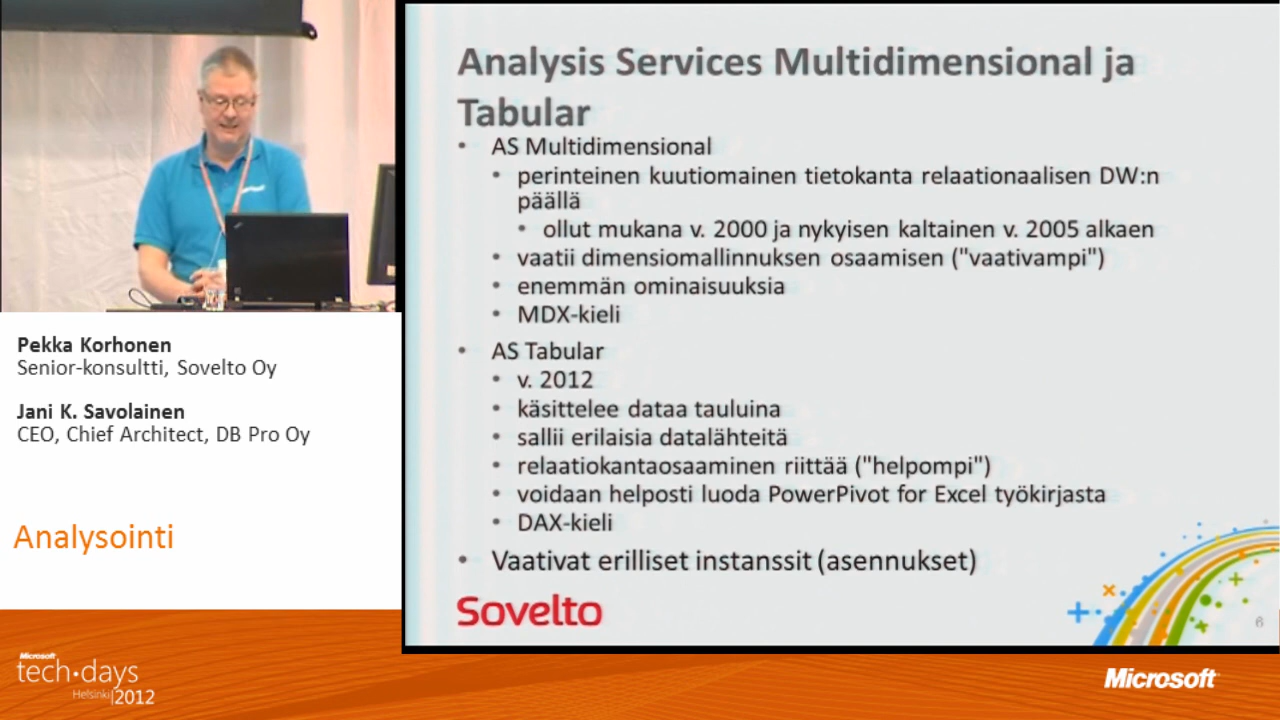 Analysis Services Multidimensional ja
Tabular
• AS Multidimensional
• perinteinen kuutiomainen tietokanta relaationaalisen DW:n
päällä
• ollut mukana v. 2000 ja nykyisen kaltainen v. 2005 alkaen
• vaatii dimensiomallinnuksen osaamisen ("vaativampi")
• enemmän ominaisuuksia
• MDX-kieli
• AS Tabular
• v. 2012
• käsittelee dataa tauluina
• sallii erilaisia datalähteitä
• relaatiokantaosaaminen riittää ("helpompi")
• voidaan helposti luoda PowerPivot for Excel työkirjasta
• DAX-kieli
• Vaativat erilliset instanssit (asennukset)
Sovelto
6
Pekka Korhonen
Senior-konsultti, Sovelto Oy
Jani K. Savolainen
CEO, Chief Architect, DB Pro Oy
Analysointi
Microsoft
tech·days
Helsinki|2012
Microsoft